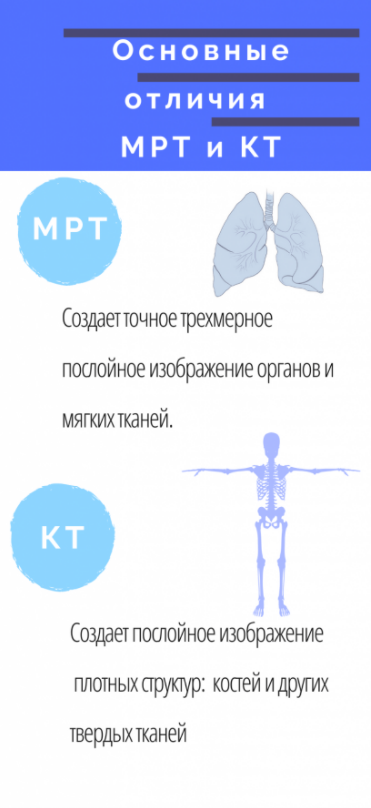 Основные
отличия
МРТ и КТ
МРТ
Создает точное трехмерное
послойное изображение органов и
мягких тканей.
КТ
Создает послойное изображение
плотных структур: костей и других
твердых тканей